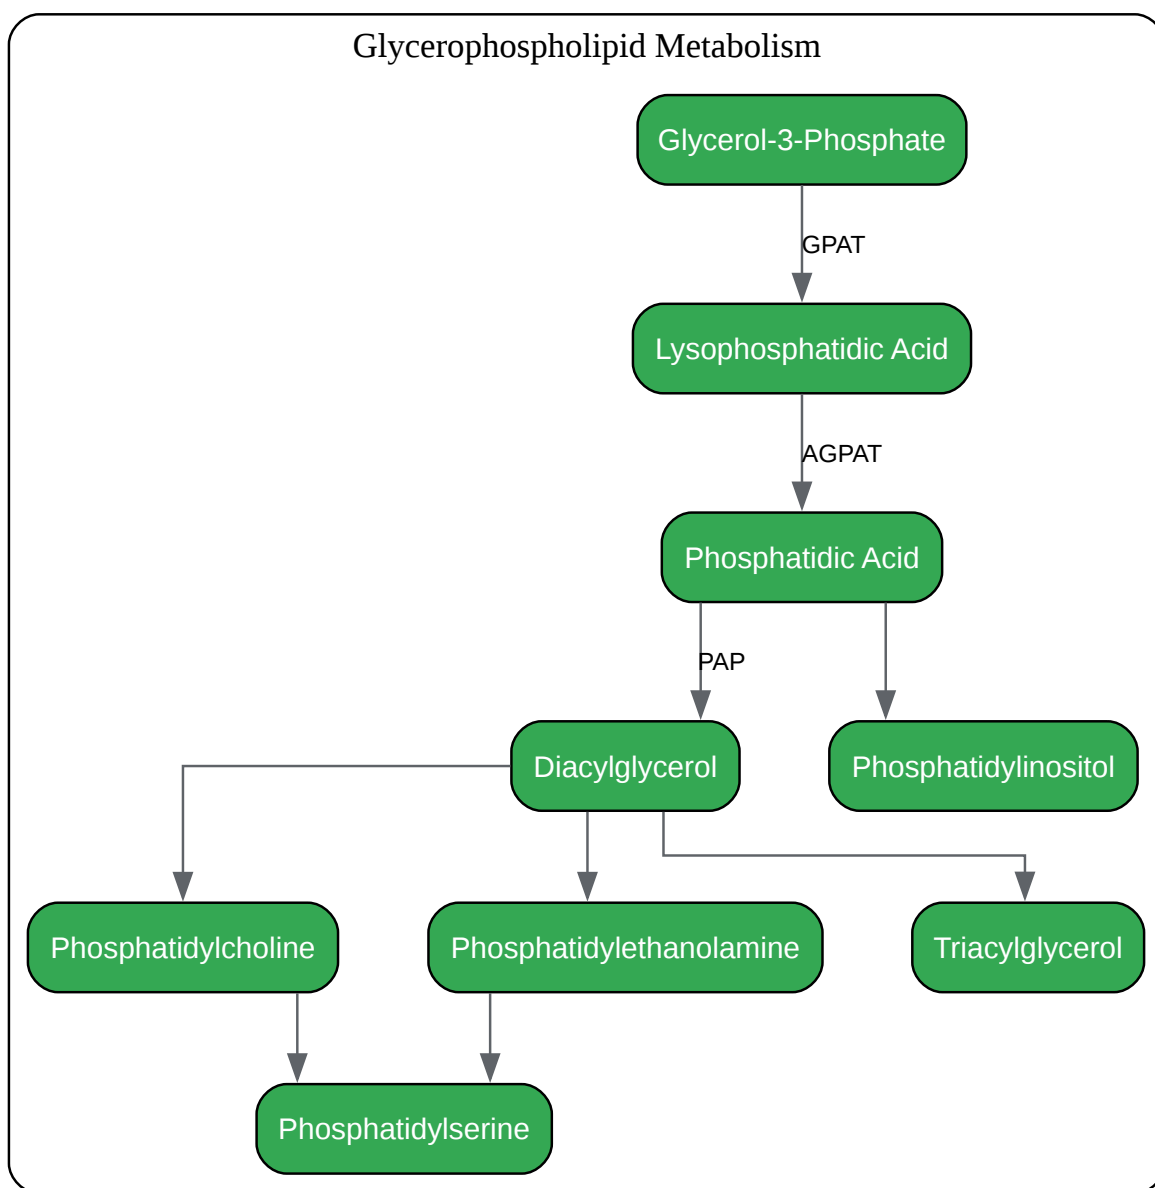 Glycerophospholipid Metabolism
Glycerol-3-Phosphate
GPAT
Lysophosphatidic Acid
AGPAT
Phosphatidic Acid
PAP
Diacylglycerol
Phosphatidylinositol
Phosphatidylcholine
Phosphatidylethanolamine
Triacylglycerol
Phosphatidylserine